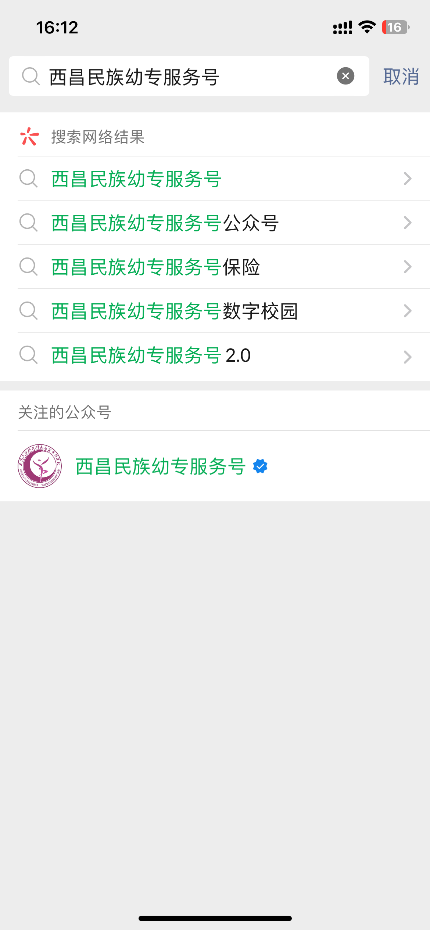 16:12
16
西昌民族幼专服务号
取消
搜索网络结果
西昌民族幼专服务号
西昌民族幼专服务号公众号
西昌民族幼专服务号保险
西昌民族幼专服务号数字校园
西昌民族幼专服务号 2.0
关注的公众号
西昌民族幼专服务号